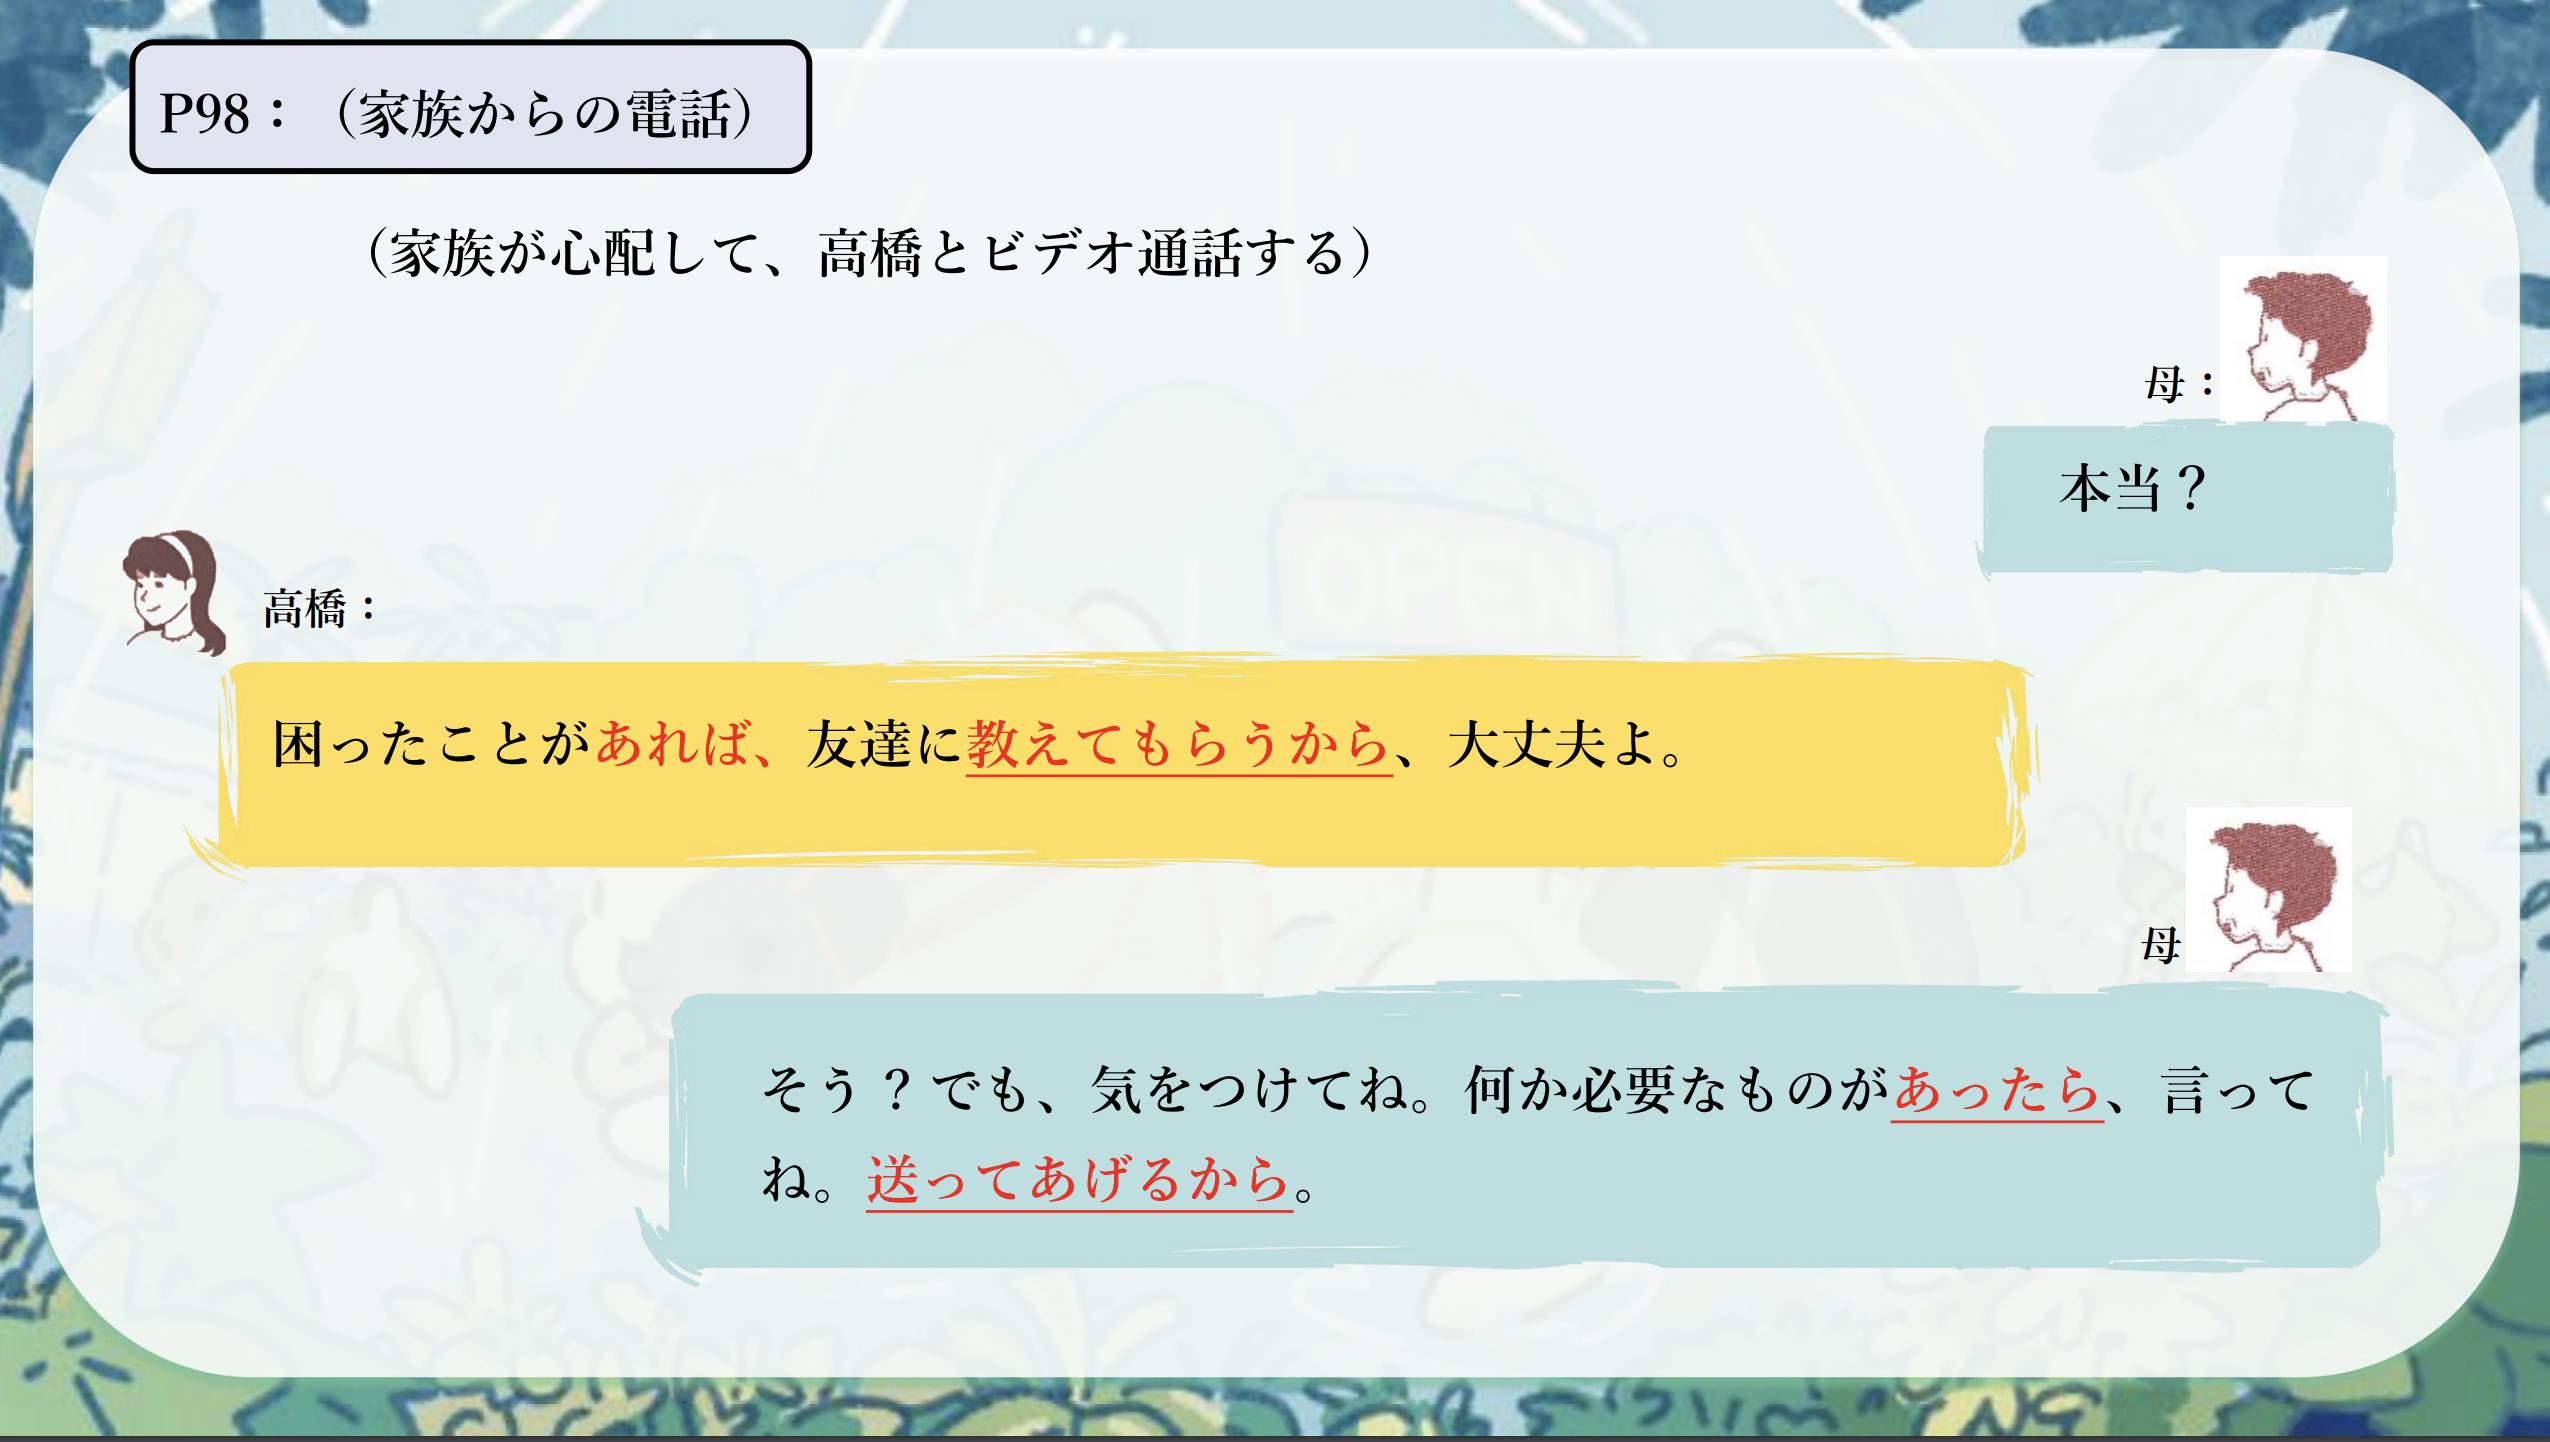 P98：（家族からの電話）
（家族が心配して、高橋とビデオ通話する）
母：
本当？
高橋：
困ったことがあれば、友達に教えてもらうから、大丈夫よ。
母
そう？でも、気をつけてね。何か必要なものがあったら、言って
ね。送ってあげるから。
OPEN